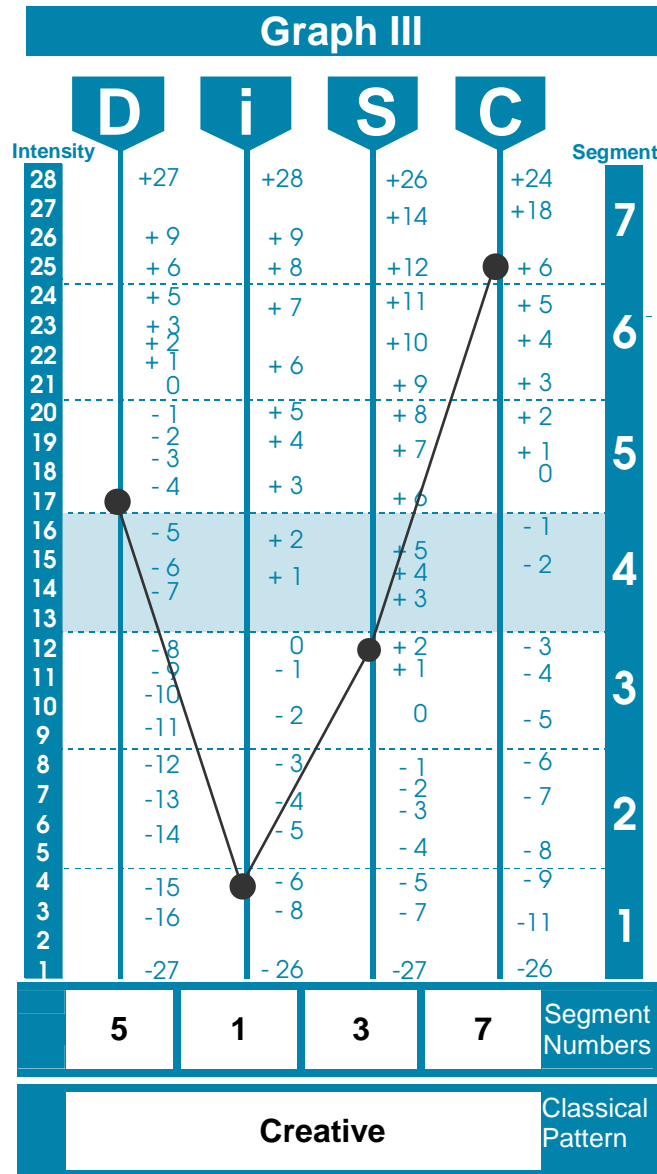 Graph III
D i S C
Intensity Segment
28 +27 +28 +26 +24
27 +14 +18 7
26 + 9 + 9
25 + 6 + 8 +12 + 6
24 + 5 + 7 +11 + 5
23 + 3 6
+ 2 +10 + 4
22 + 1 + 6
21 0 + 9 + 3
20 - 1 + 5 + 8 + 2
19 - 2 + 4 + 7 + 1 5
18 - 3 0
- 4 + 3
17 + 6
16 - 5 + 2 - 1
15 + 5 - 2
- 6 + 1 + 4 4
14 - 7 + 3
13
12 - 8 0 + 2 - 3
11 - 9 - 1 + 1 - 4
3
10 -10 - 2 0 - 5
9 -11
8 -12 - 3 - 1 - 6
7 -13 - 4 - 2 - 7
- 3 2
6 -14 - 5
5 - 4 - 8
4 -15 - 6 - 5 - 9
3 -16 - 8 - 7 -11
1
2
1 -27 - 26 -27 -26
5 1 3 7 Segment
Numbers
Creative Classical
Pattern